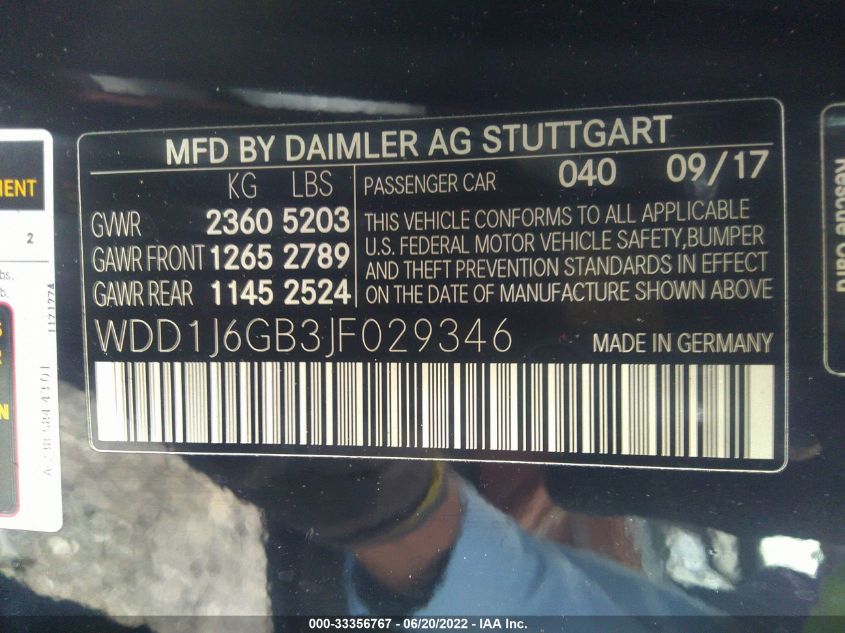 MFD BY DAIMLER AG STUTTGART
KG LBS
GVWR 2360 5203
GAWR FRONT 1265 2789
GAWR REAR 1145 2524
PASSENGER CAR 040 09/17
THIS VEHICLE CONFORMS TO ALL APPLICABLE
U.S. FEDERAL MOTOR VEHICLE SAFETY,BUMPER
AND THEFT PREVENTION STANDARDS IN EFFECT
ON THE DATE OF MANUFACTURE SHOWN ABOVE
WDD1J6GB3JF029346 MADE IN GERMANY
2
Rescue Card
000-33356767 / 06/20/2022 - IAA Inc.